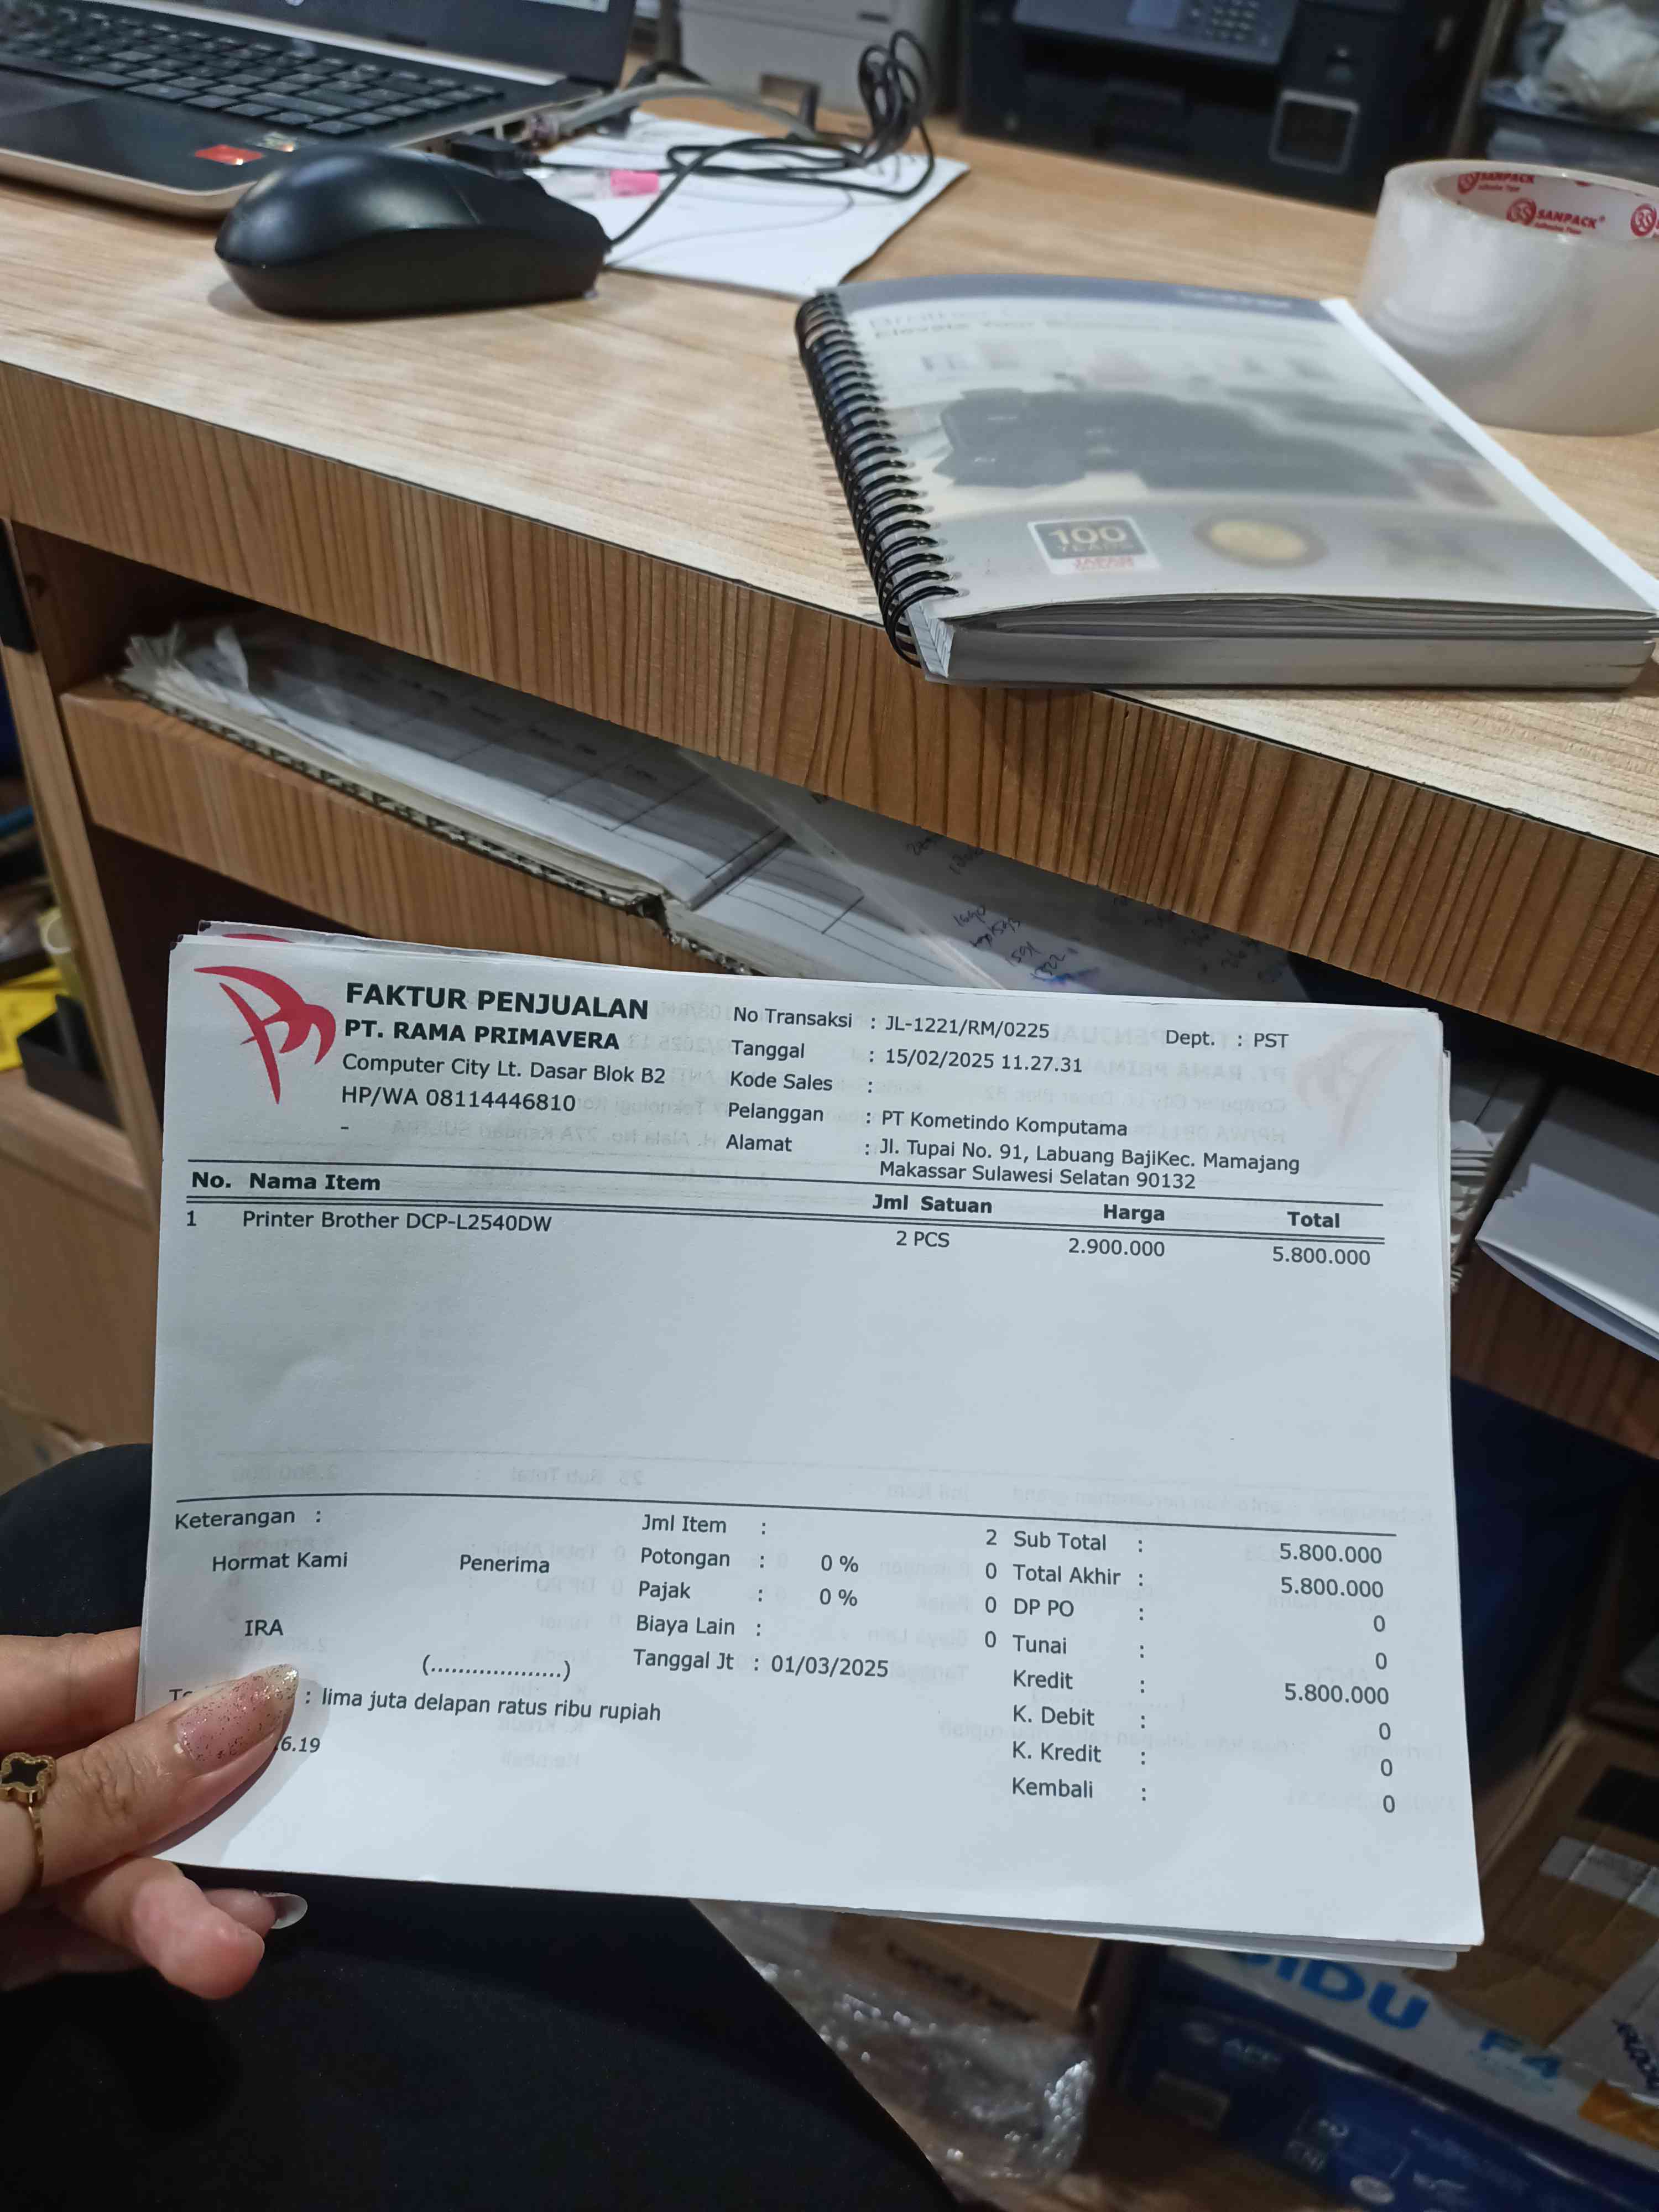 SANPACK
SANPACK®
100
YEARS
FAKTUR PENJUALAN
PT. RAMA PRIMAVERA
Computer City Lt. Dasar Blok B2
HP/WA 08114446810
-
No Transaksi : JL-1221/RM/0225
Dept. : PST
Tanggal : 15/02/2025 11.27.31
Kode Sales :
Pelanggan : PT Kometindo Komputama
Alamat : Jl. Tupai No. 91, Labuang BajiKec. Mamajang
Makassar Sulawesi Selatan 90132
No. Nama Item Jml Satuan Harga Total
1 Printer Brother DCP-L2540DW 2 PCS 2.900.000 5.800.000
Keterangan :
Hormat Kami Penerima
IRA
(...................)
: lima juta delapan ratus ribu rupiah
6.19
Jml Item : 2
Potongan : 0 % 0
Pajak : 0 % 0
Biaya Lain : 0
Tanggal Jt : 01/03/2025
Sub Total : 5.800.000
Total Akhir : 5.800.000
DP PO : 0
Tunai : 0
Kredit : 5.800.000
K. Debit : 0
K. Kredit : 0
Kembali : 0
F4